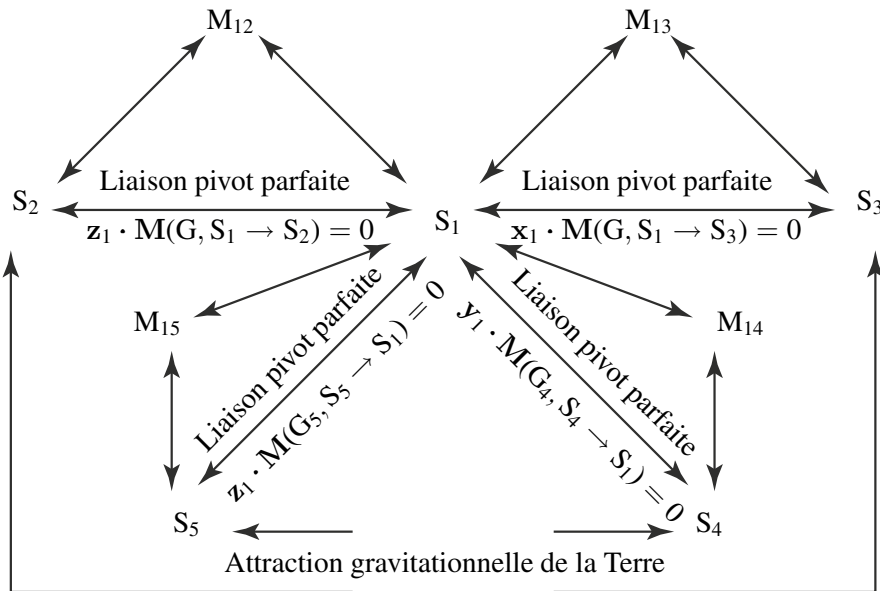 M₁₂ M₁₃
Liaison pivot parfaite Liaison pivot parfaite
S₂ S₁ S₃
z₁ · M(G, S₁ → S₂) = 0 x₁ · M(G, S₁ → S₃) = 0
M₁₅ M₁₄
Liaison pivot parfaite
z₁ · M(G₅, S₅ → S₁) = 0
Liaison pivot parfaite
y₁ · M(G₄, S₄ → S₁) = 0
S₅ S₄
Attraction gravitationnelle de la Terre